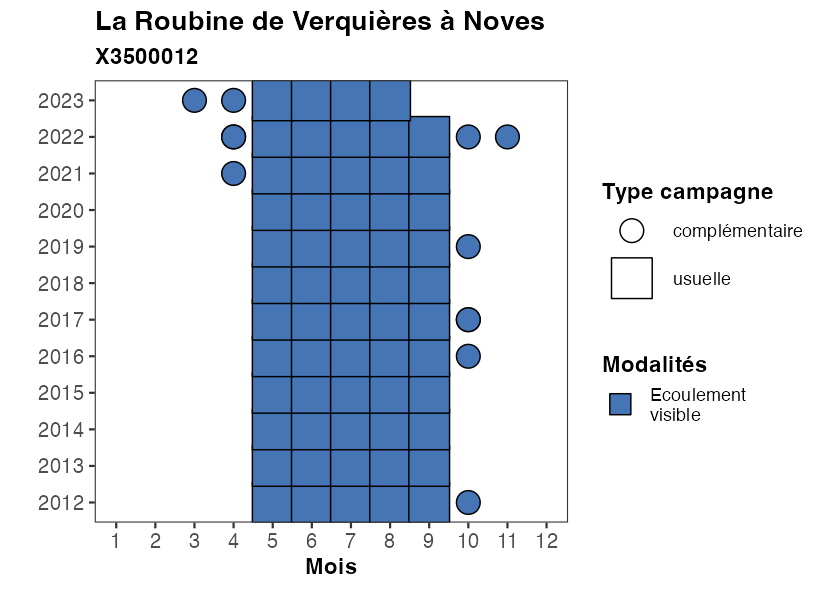 La Roubine de Verquières à Noves
X3500012
2023
2022
2021
2020
2019
2018
2017
2016
2015
2014
2013
2012
1 2 3 4 5 6 7 8 9 10 11 12
Mois
Type campagne
complémentaire
usuelle
Modalités
Ecoulement
visible